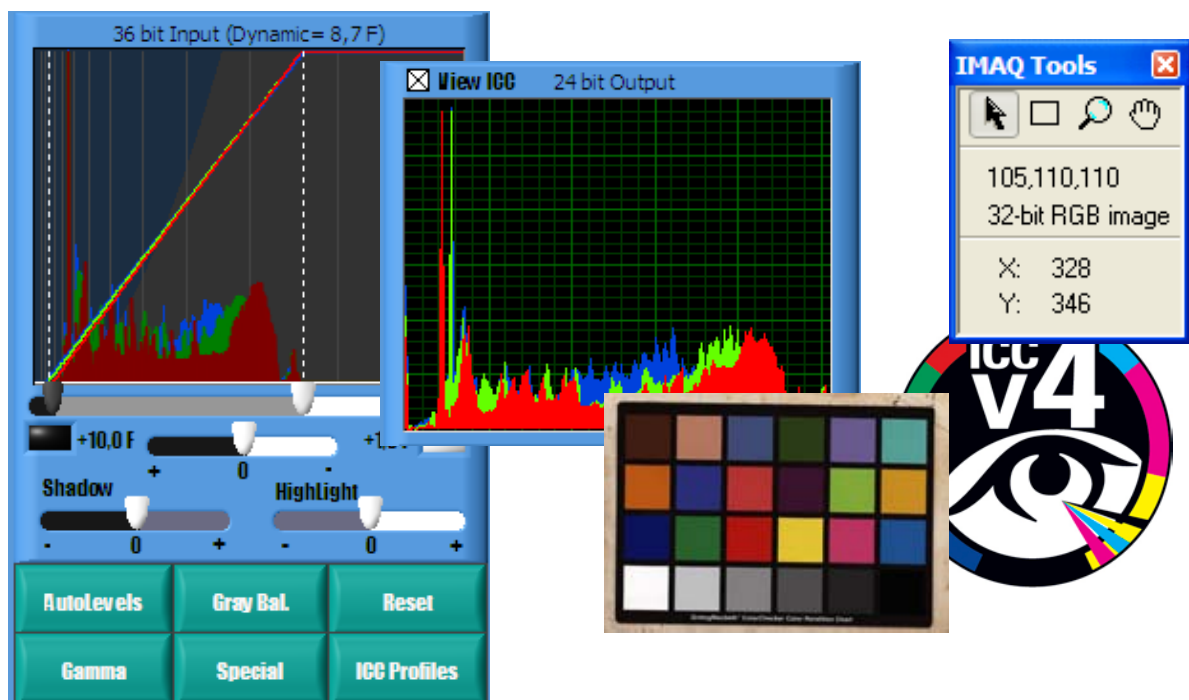 36 bit Input (Dynamic= 8,7 F)
View ICC
24 bit Output
IMAQ Tools
105,110,110
32-bit RGB image
X: 328
Y: 346
ICC
v4
+10,0 F
+ 0 -
Shadow
HighLight
- 0 +
- 0 +
AutoLevels
Gray Bal.
Reset
Gamma
Special
ICC Profiles